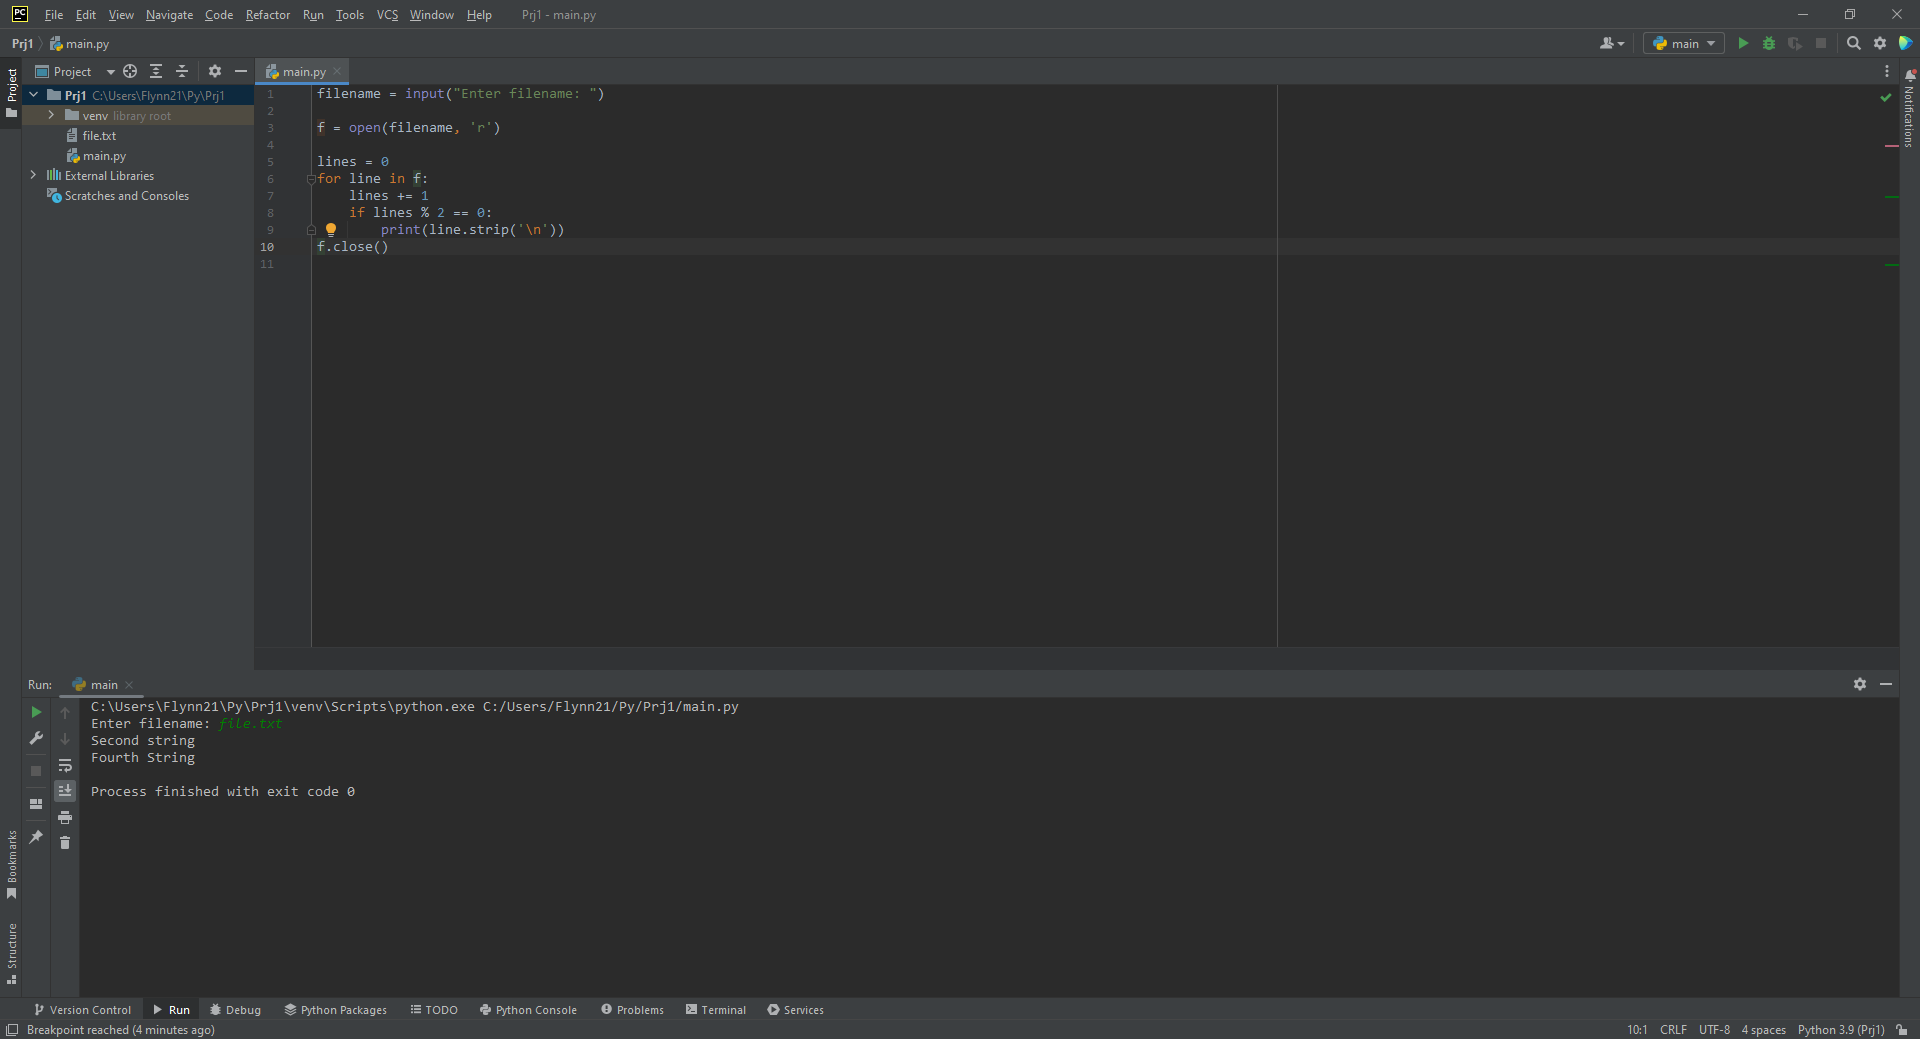 PC File Edit View Navigate Code Refactor Run Tools VCS Window Help Prj1 - main.py
Prj1 main.py main
Project main.py
Project
Notifications
Prj1 C:\Users\Flynn21\Py\Prj1
venv library root
file.txt
main.py
External Libraries
Scratches and Consoles
1 filename = input("Enter filename: ")
2
3 f = open(filename, 'r')
4
5 lines = 0
6 for line in f:
7 lines += 1
8 if lines % 2 == 0:
9 print(line.strip('\n'))
10 f.close()
11
Run: main
C:\Users\Flynn21\Py\Prj1\venv\Scripts\python.exe C:/Users/Flynn21/Py/Prj1/main.py
Enter filename: file.txt
Second string
Fourth String
Process finished with exit code 0
Bookmarks
Structure
Version Control Run Debug Python Packages TODO Python Console Problems Terminal Services
Breakpoint reached (4 minutes ago) 10:1 CRLF UTF-8 4 spaces Python 3.9 (Prj1)